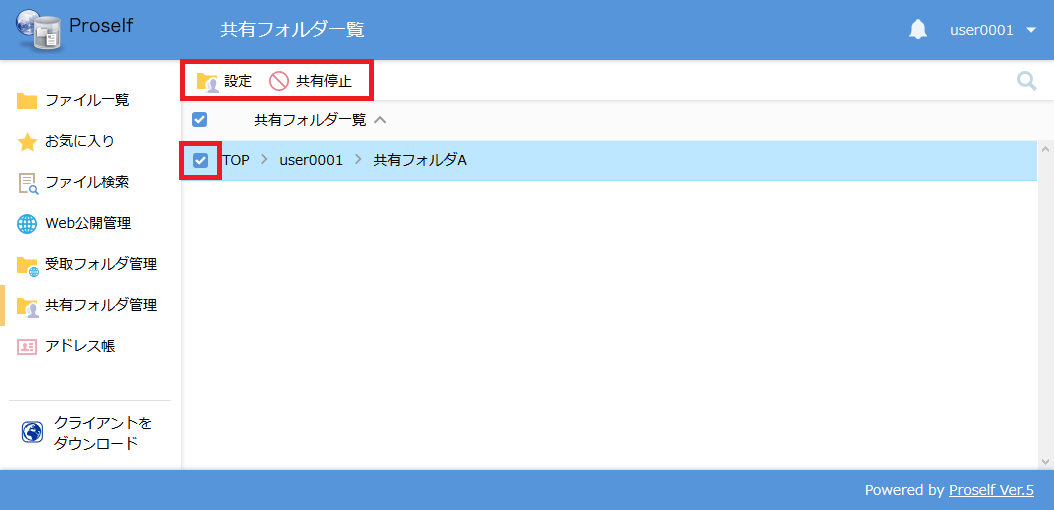 Proself
共有フォルダ一覧
user0001
設定 共有停止
共有フォルダ一覧
TOP user0001 共有フォルダA
ファイル一覧
お気に入り
ファイル検索
Web公開管理
受取フォルダ管理
共有フォルダ管理
アドレス帳
クライアントを
ダウンロード
Powered by Proself Ver.5